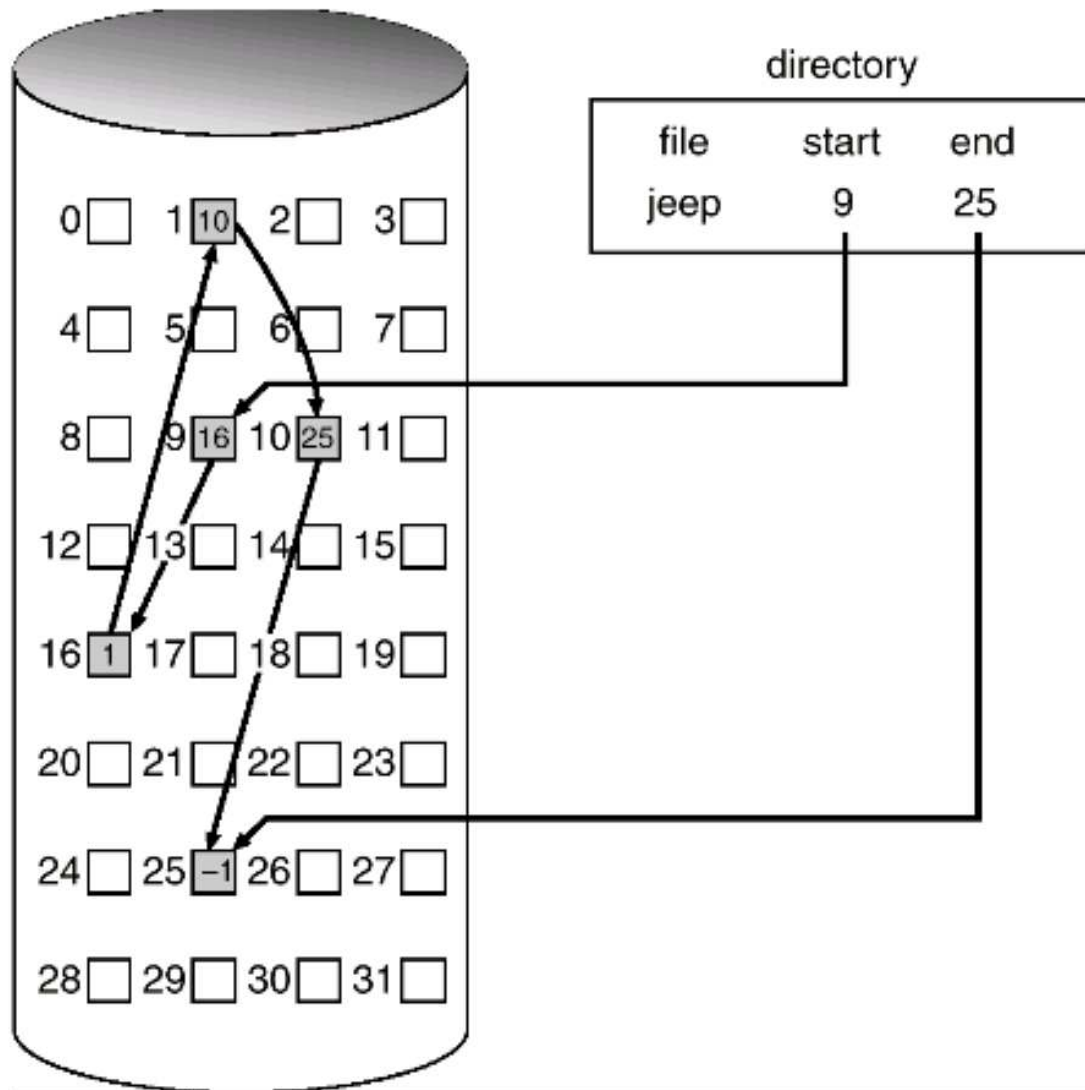 directory
file start end
jeep 9 25
0 1 10 2 3
4 5 6 7
8 9 16 10 25 11
12 13 14 15
16 1 17 18 19
20 21 22 23
24 25 –1 26 27
28 29 30 31